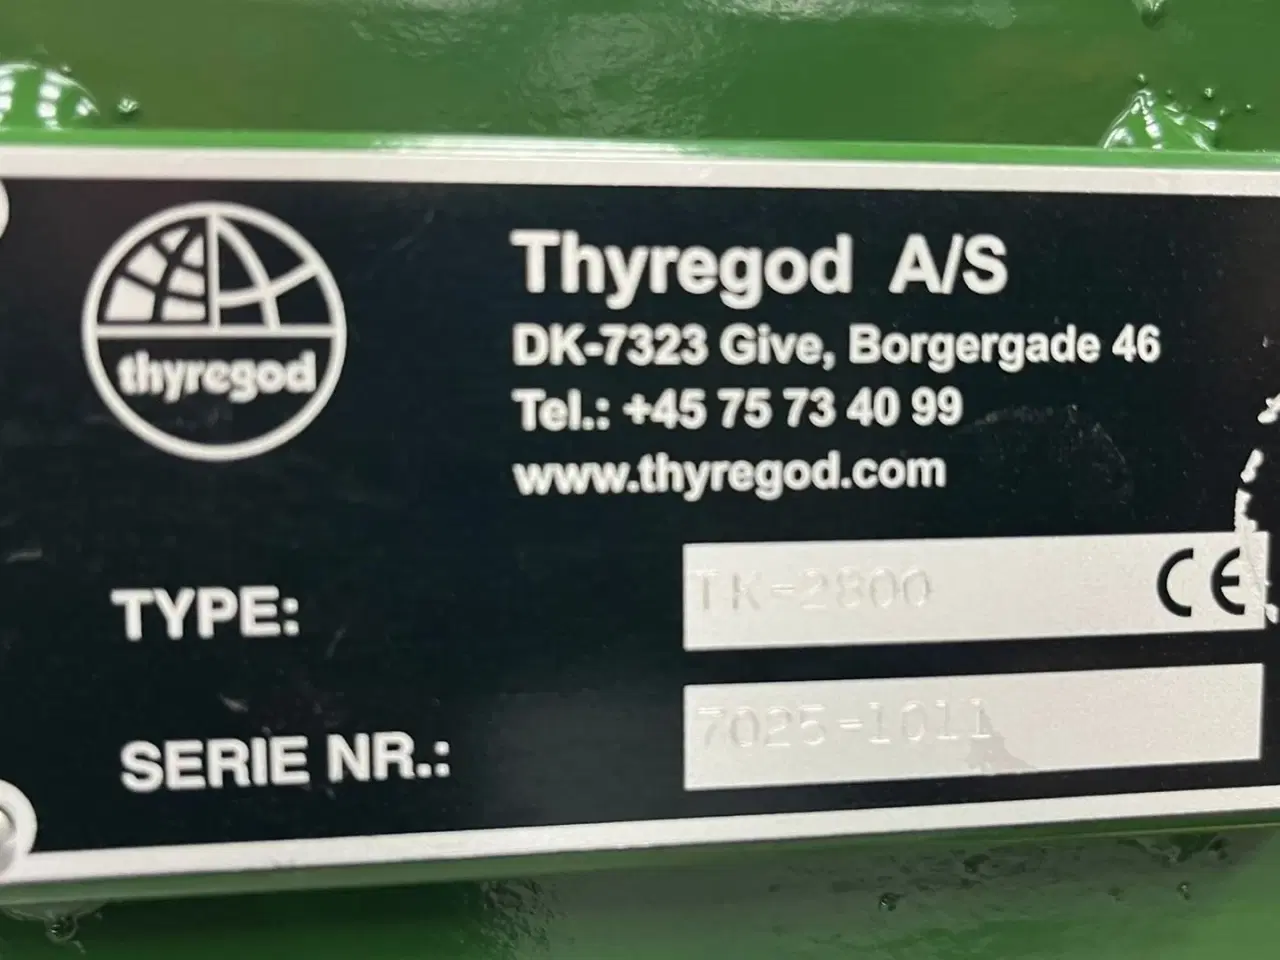 thyregod
Thyregod A/S
DK-7323 Give, Borgergade 46
Tel.: +45 75 73 40 99
www.thyregod.com
TYPE: TK-2800 CE
SERIE NR.: 7025-1011